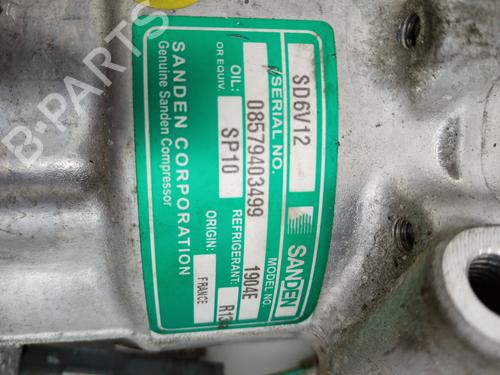 SANDEN
MODEL NO.
1904E
SD6V12
SERIAL NO.
08579403499
REFRIGERANT:
OIL:
OR EQUIV.
SP10
ORIGIN:
FRANCE
SANDEN CORPORATION
Genuine Sanden Compressor